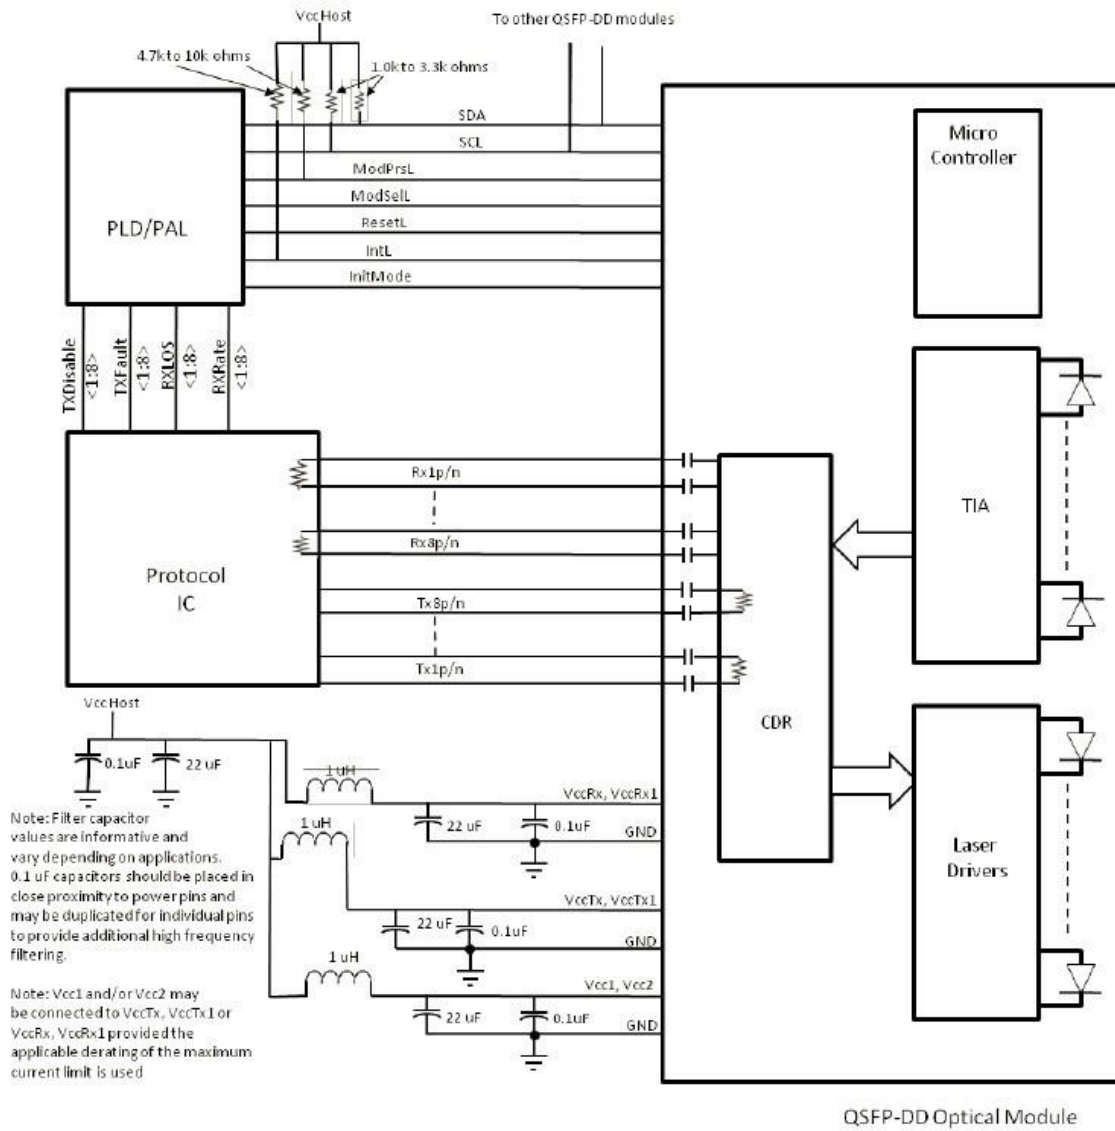 VccHost
To other QSFP-DD modules
4.7k to 10k ohms
1.0k to 3.3k ohms
SDA
SCL
ModPrsL
ModSelL
ResetL
IntL
InitMode
PLD/PAL
Micro
Controller
TXDisable
<1:8>
TXFault
<1:8>
RXLOS
<1:8>
RXRate
<1:8>
Rx1p/n
Rx8p/n
Tx8p/n
Tx1p/n
Protocol
IC
TIA
CDR
Laser
Drivers
VccHost
0.1uF
22 uF
1 uH
VccRx, VccRx1
22 uF
0.1uF
GND
1 uH
VccTx, VccTx1
22 uF
0.1uF
GND
1 uH
Vcc1, Vcc2
22 uF
0.1uF
GND
Note: Filter capacitor
values are informative and
vary depending on applications.
0.1 uF capacitors should be placed in
close proximity to power pins and
may be duplicated for individual pins
to provide additional high frequency
filtering.
Note: Vcc1 and/or Vcc2 may
be connected to VccTx, VccTx1 or
VccRx, VccRx1 provided the
applicable derating of the maximum
current limit is used
QSFP-DD Optical Module